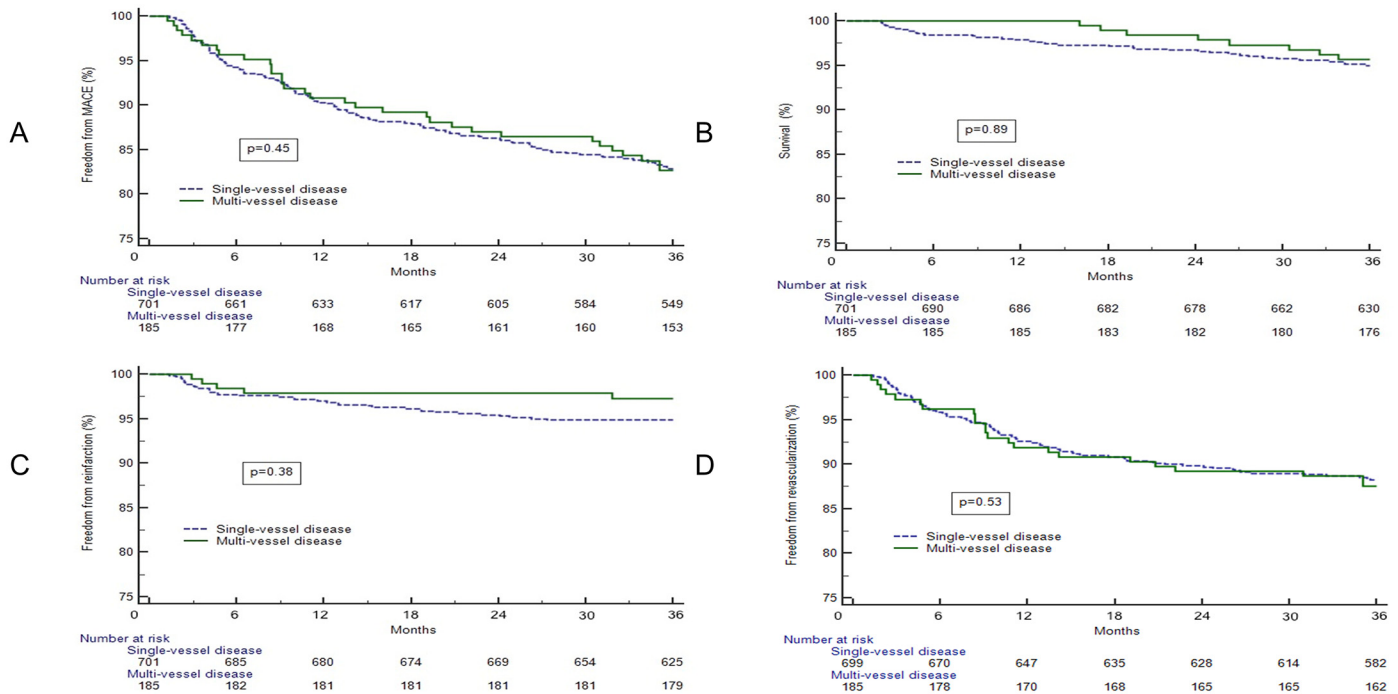 A
Freedom from MACE (%)
100
95
90
85
80
75
p=0.45
Single-vessel disease
Multi-vessel disease
6 12 18 24 30 36
Months
Number at risk
Single-vessel disease
701 661 633 617 605 584 549
Multi-vessel disease
185 177 168 165 161 160 153
B
Survival (%)
100
95
90
85
80
75
p=0.89
Single-vessel disease
Multi-vessel disease
0 6 12 18 24 30 36
Months
Number at risk
Single-vessel disease
701 690 686 682 678 662 630
Multi-vessel disease
185 185 185 183 182 180 176
C
Freedom from reinfarction (%)
100
95
90
85
80
75
p=0.38
Single-vessel disease
Multi-vessel disease
0 6 12 18 24 30 36
Months
Number at risk
Single-vessel disease
701 685 680 674 669 654 625
Multi-vessel disease
185 182 181 181 181 181 179
D
Freedom from revascularization (%)
100
95
90
85
80
75
p=0.53
Single-vessel disease
Multi-vessel disease
0 6 12 18 24 30 36
Months
Number at risk
Single-vessel disease
699 670 647 635 628 614 582
Multi-vessel disease
185 178 170 168 165 165 162